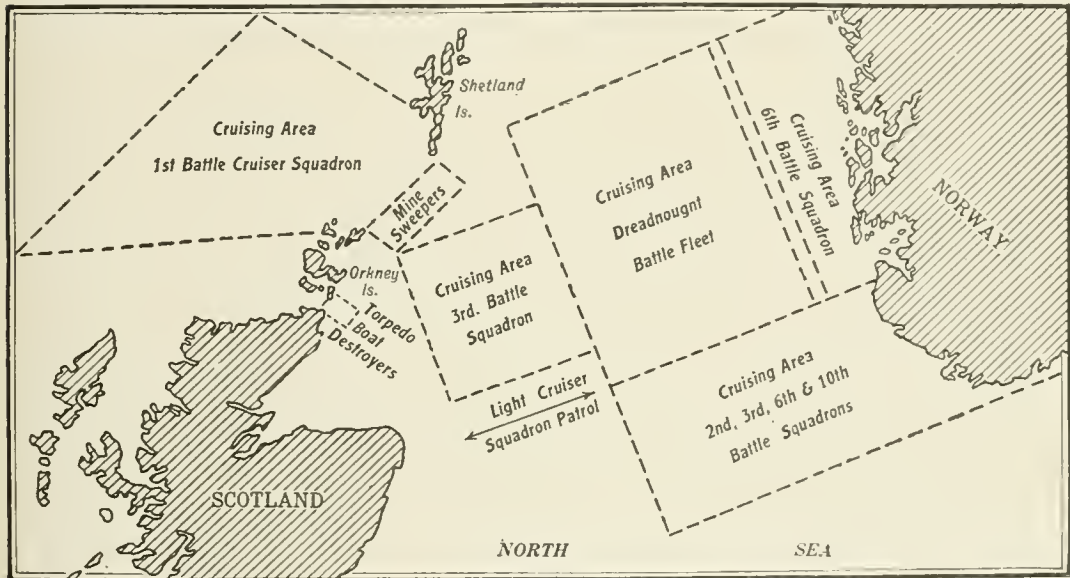 Shetland
Is.
Cruising Area
1st Battle Cruiser Squadron
Mine
Sweepers
Orkney
Is.
Torpedo
Boat
Destroyers
Cruising Area
3rd. Battle
Squadron
Cruising Area
Dreadnougnt
Battle Fleet
Cruising Area
6th Battle Squadron
NORWAY
Light Cruiser
Squadron Patrol
Cruising Area
2nd, 3rd, 6th & 10th
Battle Squadrons
SCOTLAND
NORTH SEA